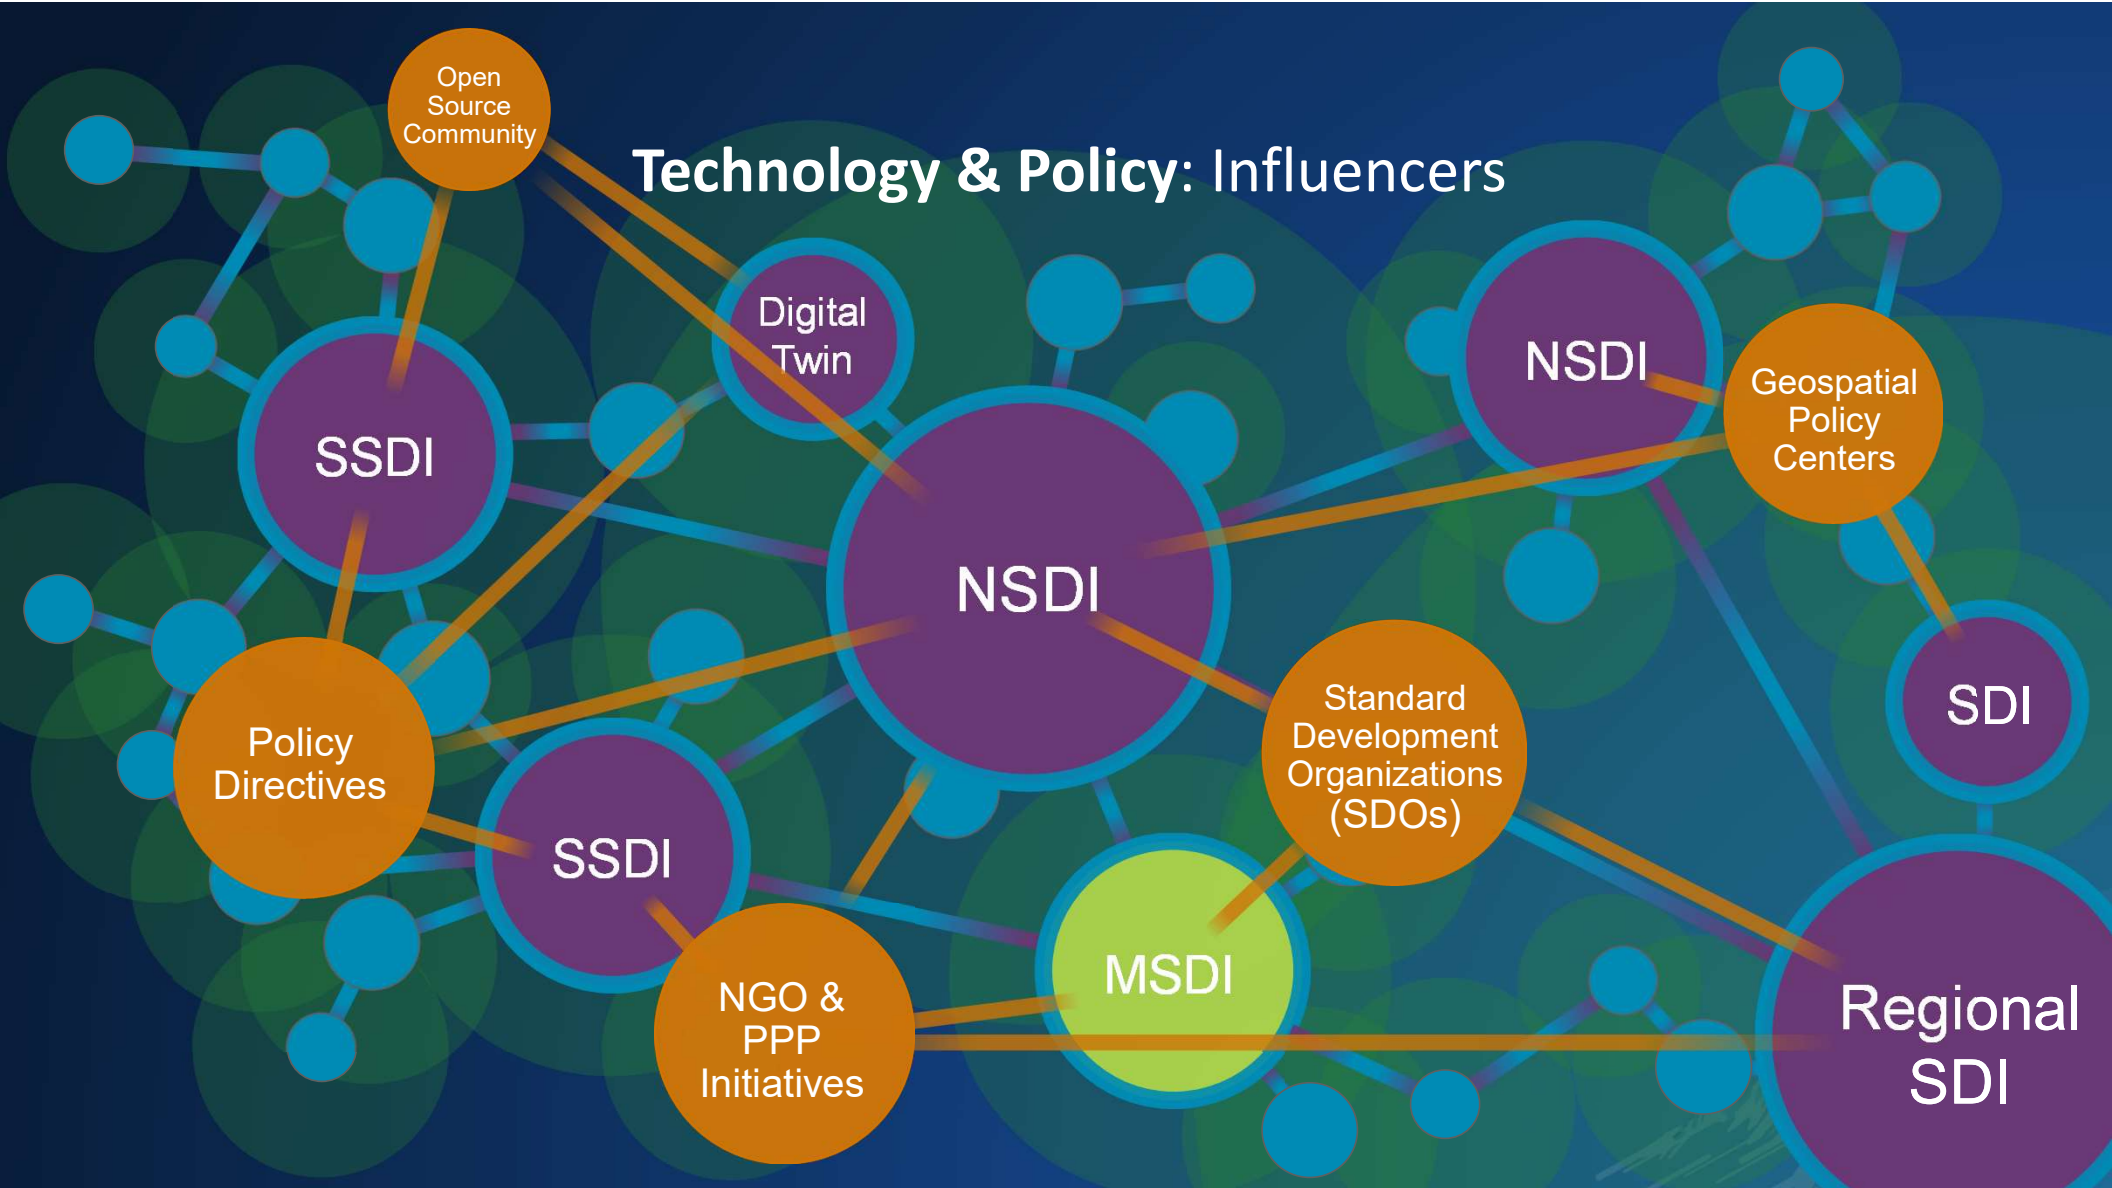 Open
Source
Community
Technology & Policy: Influencers
Digital
Twin
NSDI
Geospatial
Policy
Centers
SSDI
NSDI
Standard
Development
Organizations
(SDOs)
SDI
Policy
Directives
SSDI
MSDI
NGO &
PPP
Initiatives
Regional
SDI